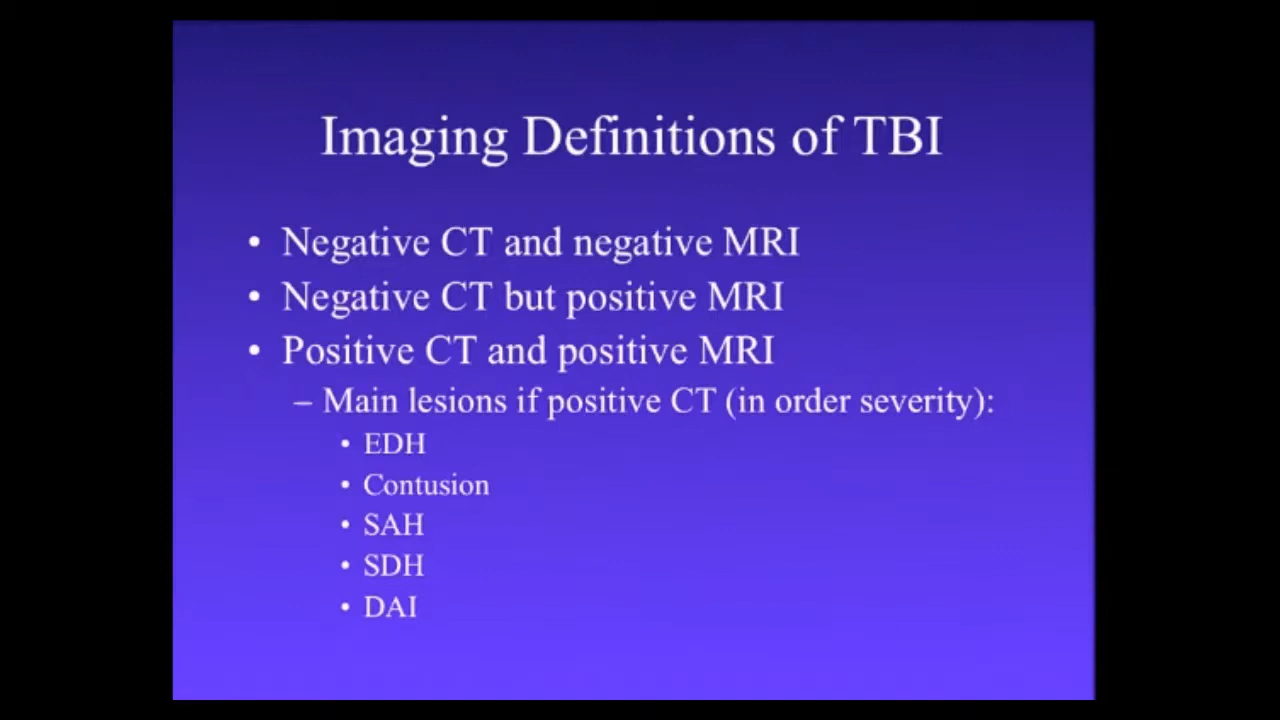 Imaging Definitions of TBI
• Negative CT and negative MRI
• Negative CT but positive MRI
• Positive CT and positive MRI
– Main lesions if positive CT (in order severity):
• EDH
• Contusion
• SAH
• SDH
• DAI